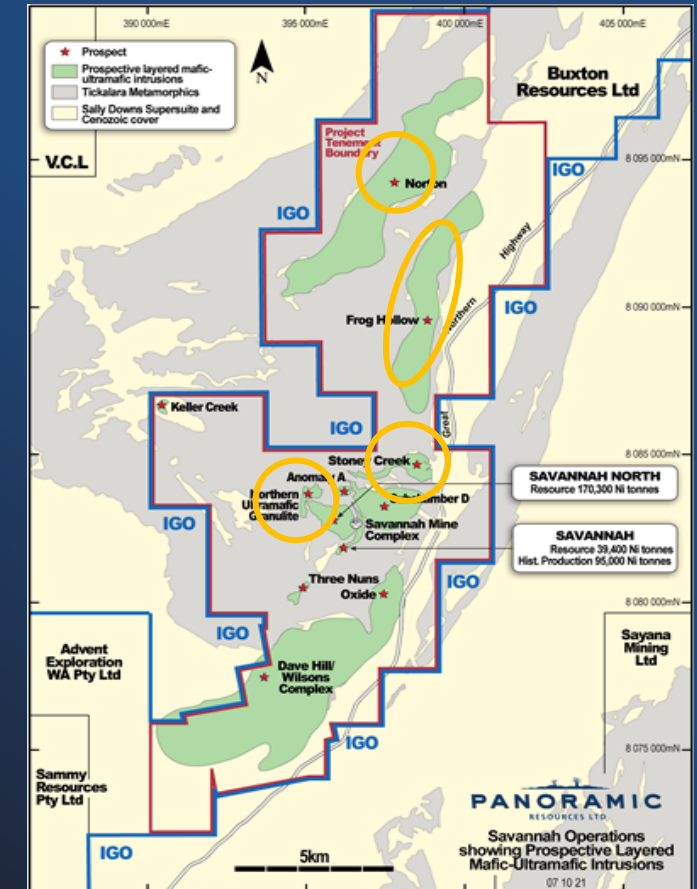 390 000mE
395 000mE
400 000mE
405 000mE
Prospect
Prospective layered mafic-
ultramafic intrusions
Tickalara Metamorphics
Sally Downs Supersuite and
Cenozoic cover
N
Buxton
Resources Ltd
Project
Tenement
Boundary
V.C.L
8 095 000mN
IGO
Norton
IGO
Highway
8 090 000mN
IGO
Northern
Frog Hollow
Keller Creek
IGO
Great
8 085 000mN
Stoney Creek
Anomaly A
SAVANNAH NORTH
Resource 170,300 Ni tonnes
Northern
Ultramafic
Granulite
IGO
Savannah Mine
Complex
SAVANNAH
Resource 39,400 Ni tonnes
Hist. Production 95,000 Ni tonnes
Three Nuns
IGO
Oxide
8 080 000mN
IGO
Advent
Exploration
WA Pty Ltd
Sayana
Mining
Ltd
Dave Hill/
Wilsons
Complex
IGO
8 075 000mN
Sammy
Resources
Pty Ltd
PANORAMIC
RESOURCES LTD
Savannah Operations
showing Prospective Layered
Mafic-Ultramafic Intrusions
IGO
5km
07 10 21